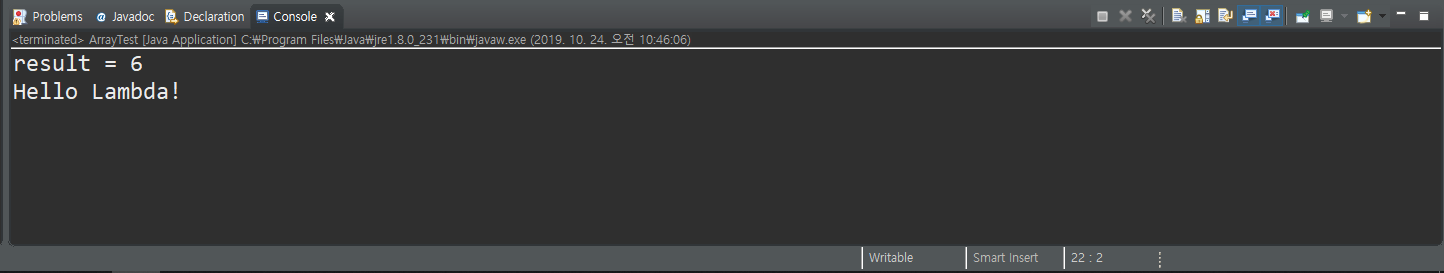 Problems @ Javadoc Declaration Console
<terminated> ArrayTest [Java Application] C:₩Program Files₩Java₩jre1.8.0_231₩bin₩javaw.exe (2019. 10. 24. 오전 10:46:06)
result = 6
Hello Lambda!
Writable Smart Insert 22 : 2